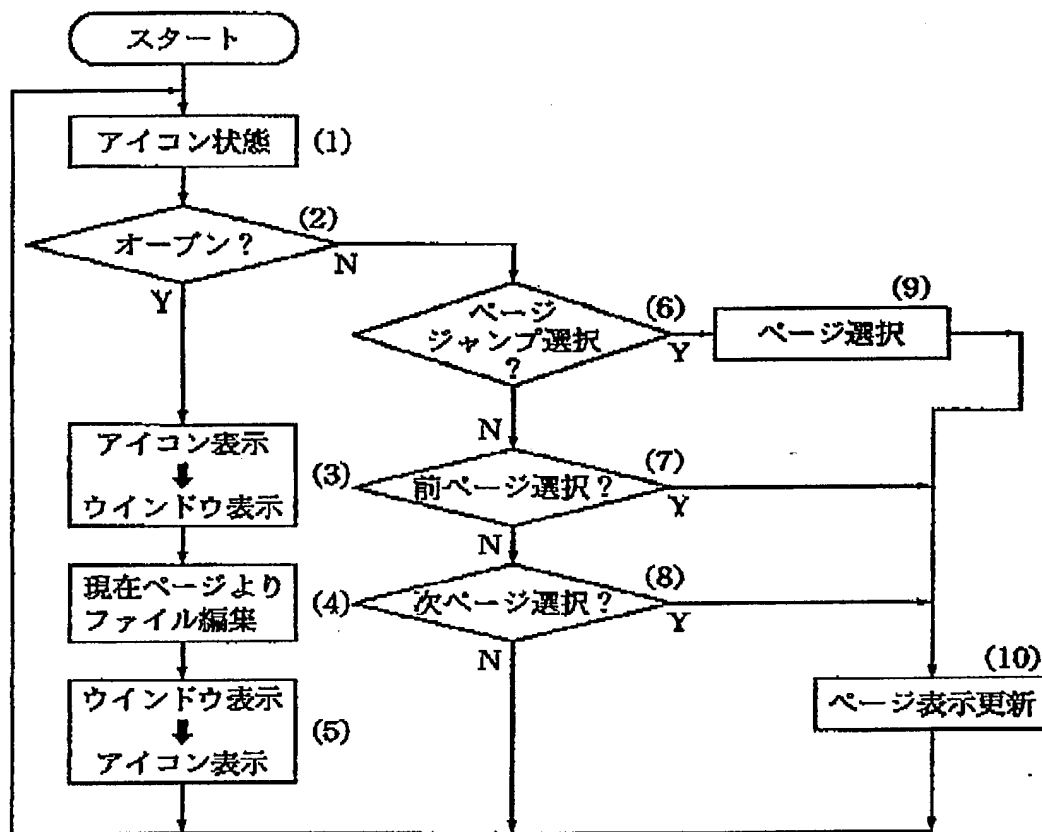 スタート
アイコン状態
(1)
(2)
オープン？
N
Y
ページ
ジャンプ選択
？
(6)
Y
N
(9)
ページ選択
アイコン表示
ウインドウ表示
(3)
前ページ選択？
(7)
Y
N
現在ページより
ファイル編集
(4)
次ページ選択？
(8)
Y
N
ウインドウ表示
アイコン表示
(5)
(10)
ページ表示更新